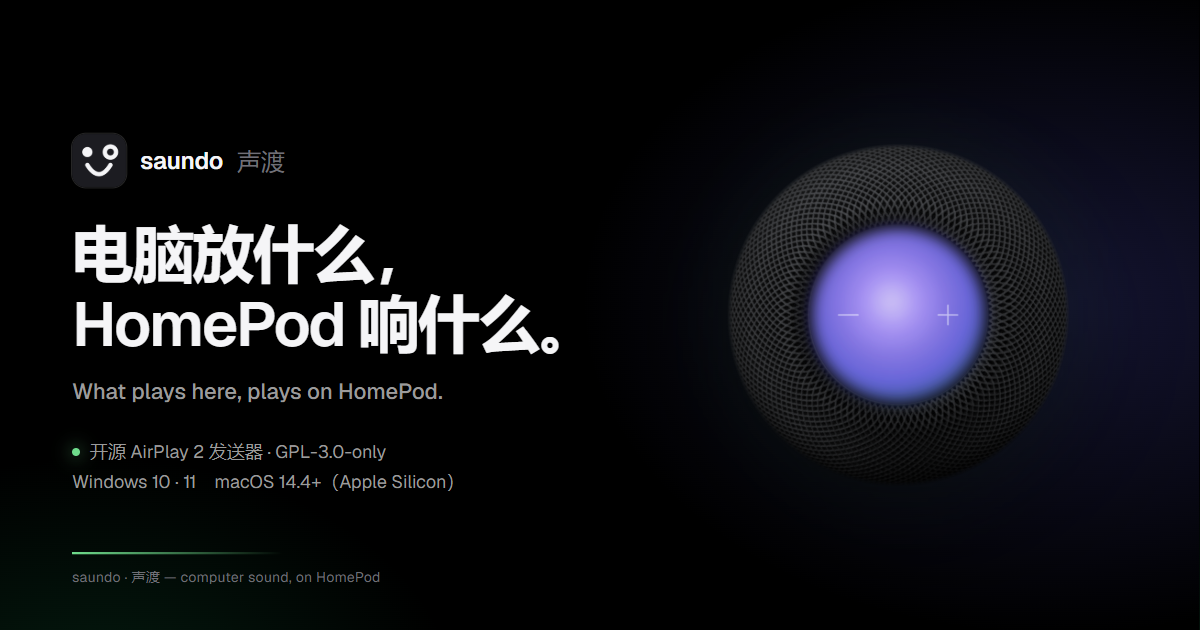 saundo 声渡
电脑放什么，
HomePod 响什么。
What plays here, plays on HomePod.
开源 AirPlay 2 发送器 · GPL-3.0-only
Windows 10 · 11 macOS 14.4+（Apple Silicon）
saundo · 声渡 — computer sound, on HomePod